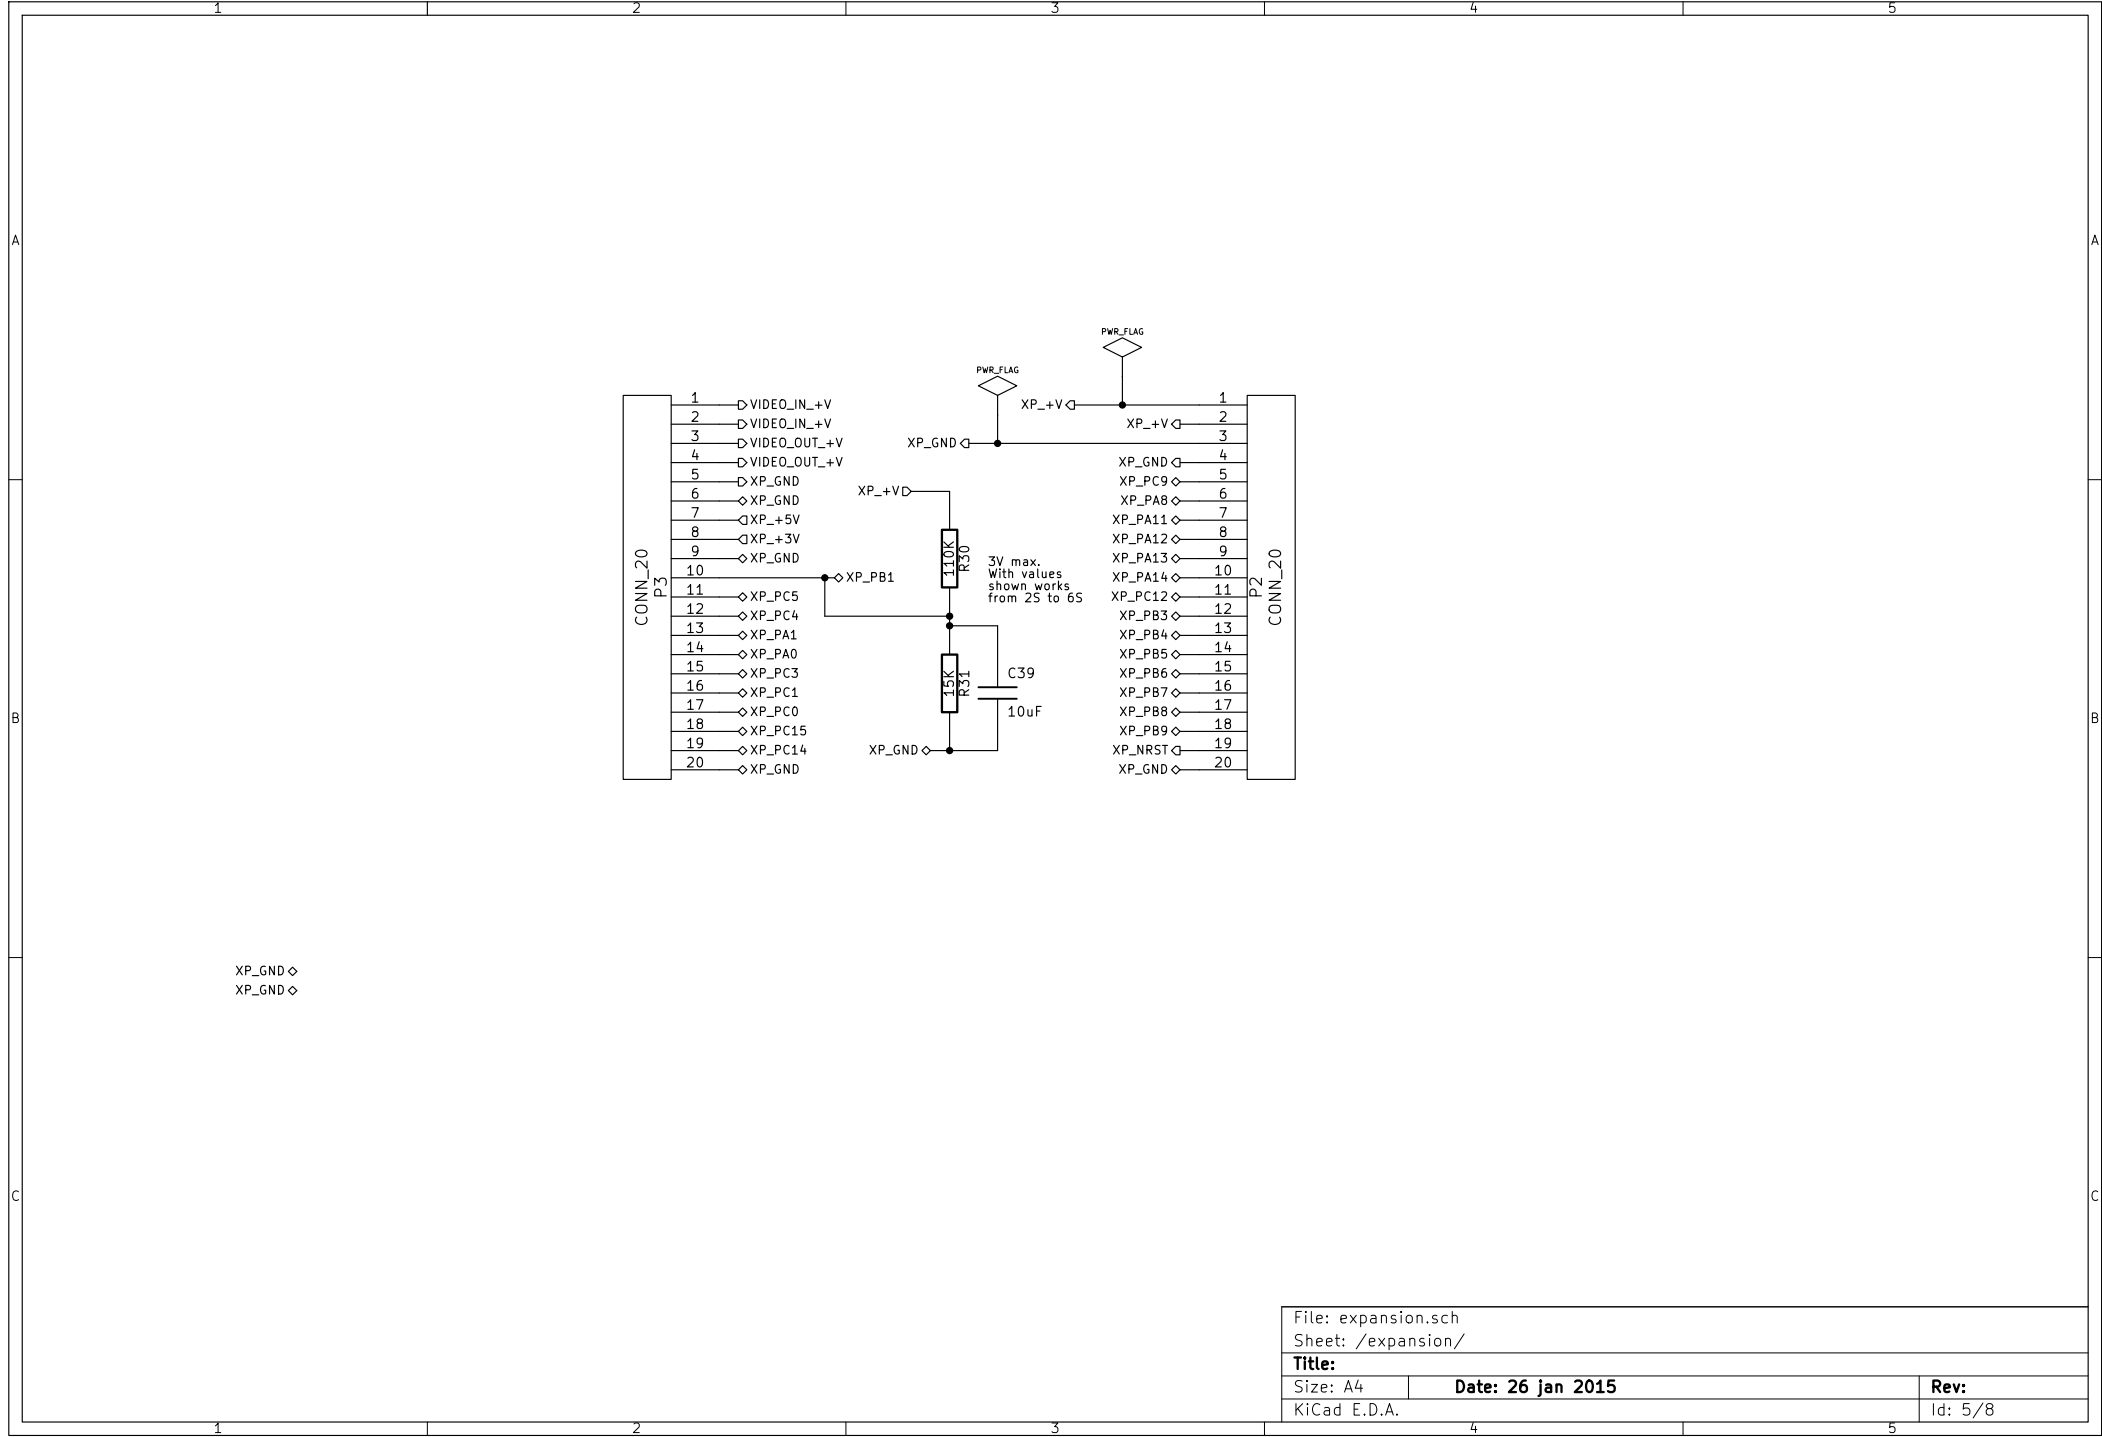 1 2 3 4 5
A A
PWR_FLAG
PWR_FLAG
1 VIDEO_IN_+V
2 VIDEO_IN_+V
3 VIDEO_OUT_+V
4 VIDEO_OUT_+V
5 XP_GND
6 XP_GND
7 XP_+5V
8 XP_+3V
9 XP_GND
10 XP_PB1
11 XP_PC5
12 XP_PC4
13 XP_PA1
14 XP_PA0
15 XP_PC3
16 XP_PC1
17 XP_PC0
18 XP_PC15
19 XP_PC14
20 XP_GND
CONN_20
P3
XP_+V
110K
R30
3V max.
With values
shown works
from 2S to 6S
15K
R31
C39
10uF
XP_GND
XP_+V 1
XP_+V 2
XP_GND 3
XP_GND 4
XP_PC9 5
XP_PA8 6
XP_PA11 7
XP_PA12 8
XP_PA13 9
XP_PA14 10
XP_PC12 11
XP_PB3 12
XP_PB4 13
XP_PB5 14
XP_PB6 15
XP_PB7 16
XP_PB8 17
XP_PB9 18
XP_NRST 19
XP_GND 20
P2
CONN_20
B B
XP_GND
XP_GND
C C
File: expansion.sch
Sheet: /expansion/
Title:
Size: A4 Date: 26 jan 2015 Rev:
KiCad E.D.A. Id: 5/8
1 2 3 4 5